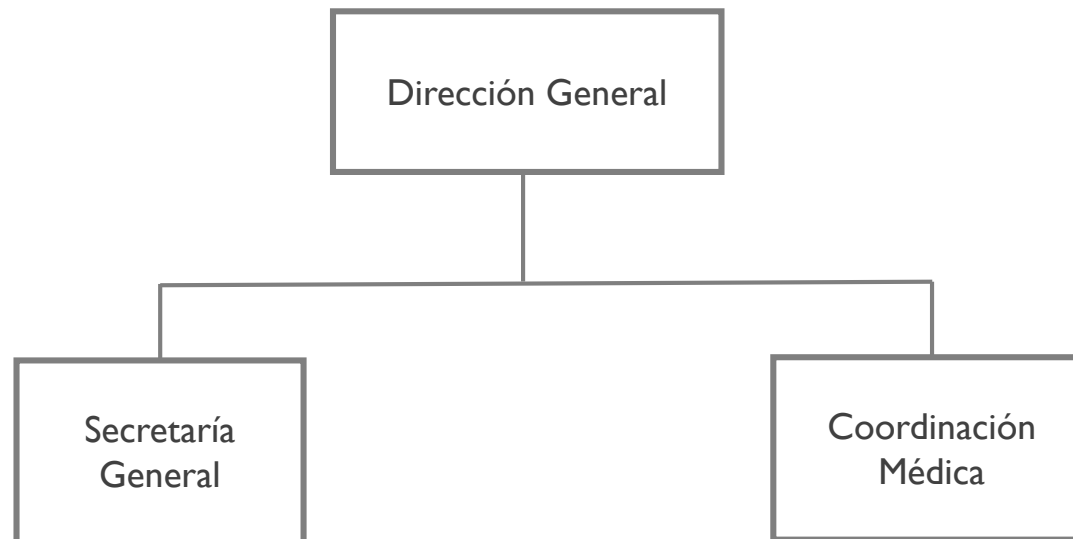 Dirección General
Secretaría
General
Coordinación
Médica